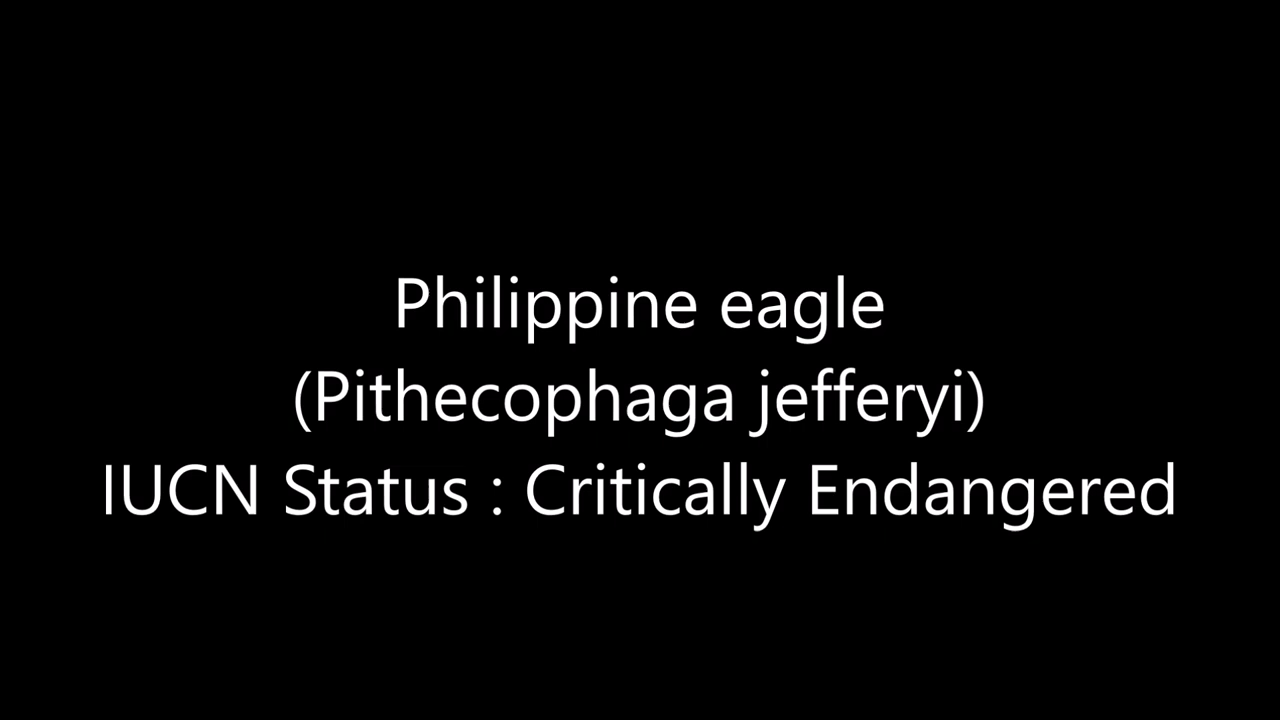 Philippine eagle
(Pithecophaga jefferyi)
IUCN Status : Critically Endangered